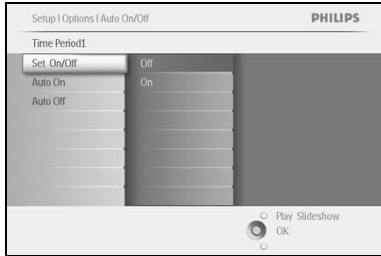 Setup I Options I Auto On/Off PHILIPS
Time Period1
Set On/Off Off
Auto On On
Auto Off
Play Slideshow
OK